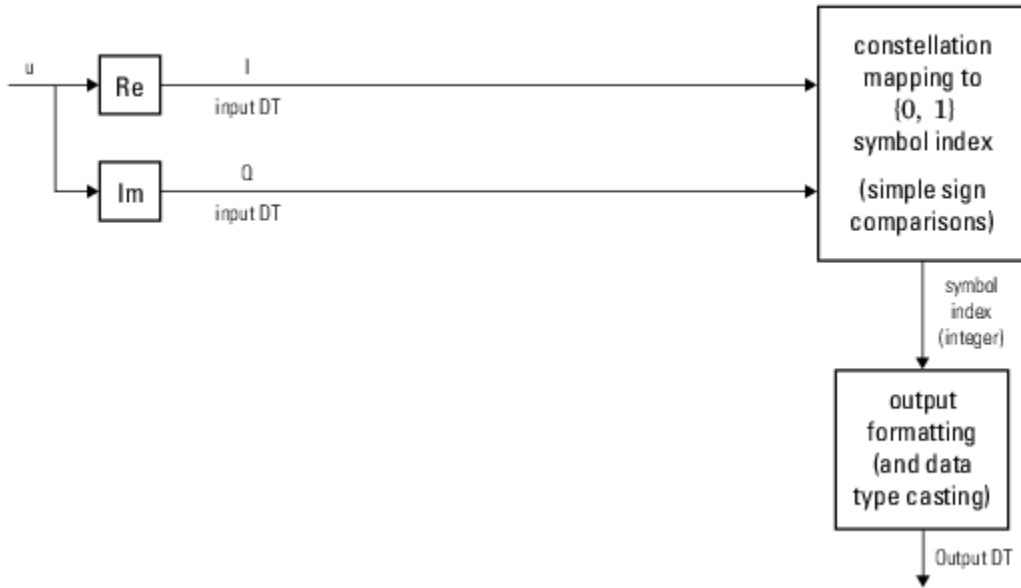 u
Re
I
input DT
Im
Q
input DT
constellation
mapping to
{0, 1}
symbol index
(simple sign
comparisons)
symbol
index
(integer)
output
formatting
(and data
type casting)
Output DT